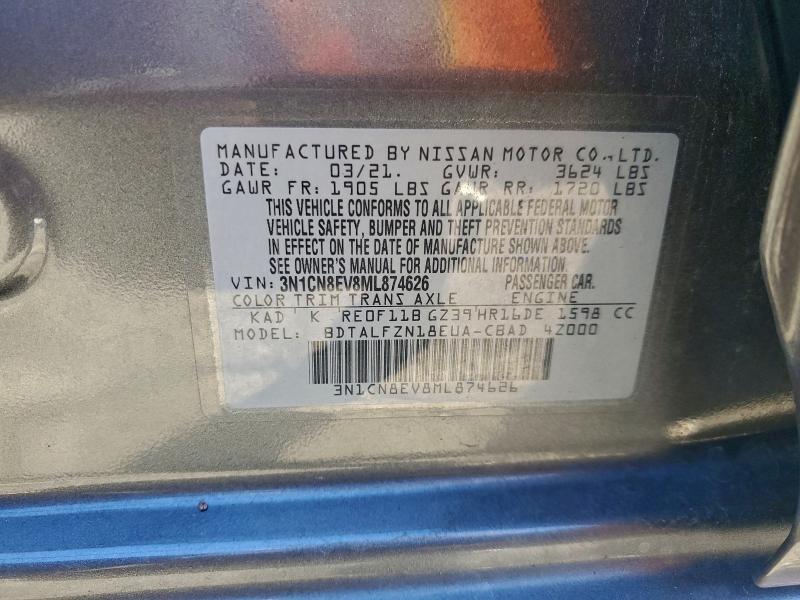 MANUFACTURED BY NISSAN MOTOR CO.,LTD.
DATE: 03/21. GVWR: 3624 LBS
GAWR FR: 1905 LBS GAWR RR: 1720 LBS
THIS VEHICLE CONFORMS TO ALL APPLICABLE FEDERAL MOTOR
VEHICLE SAFETY, BUMPER AND THEFT PREVENTION STANDARDS
IN EFFECT ON THE DATE OF MANUFACTURE SHOWN ABOVE.
SEE OWNER'S MANUAL FOR ADDITIONAL INFORMATION.
VIN: 3N1CN8EV8ML874626 PASSENGER CAR.
COLOR TRIM TRANS AXLE ENGINE
KAD K RE0F11B GZ39 HR16DE 1598 CC
MODEL: BDTALFZN18EUA-CBAD 4Z000
3N1CN8EV8ML874626